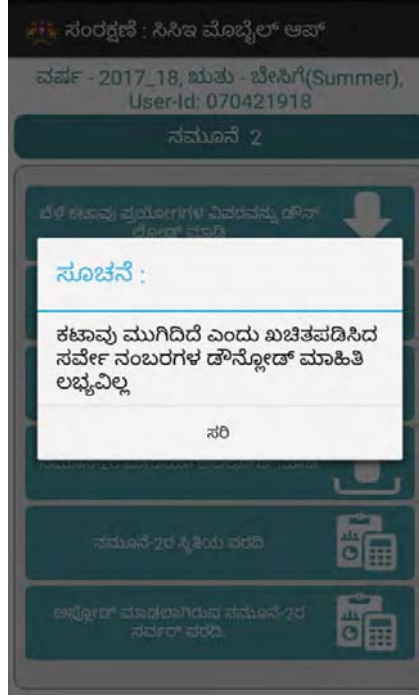 ಸಂರಕ್ಷಣೆ : ಸಿಸಿಇ ಮೊಬೈಲ್ ಆಪ್
ವರ್ಷ - 2017_18, ಋತು - ಬೇಸಿಗೆ(Summer),
User-Id: 070421918
ನಮೂನೆ 2
ಬೆಳೆ ಕಟಾವು ಪ್ರಯೋಗಗಳ ವಿವರವನ್ನು ಡೌನ್
ಲೋಡ್ ಮಾಡಿ
ಸೂಚನೆ :
ಕಟಾವು ಮುಗಿದಿದೆ ಎಂದು ಖಚಿತಪಡಿಸಿದ
ಸರ್ವೇ ನಂಬರಗಳ ಡೌನ್ಲೋಡ್ ಮಾಹಿತಿ
ಲಭ್ಯವಿಲ್ಲ
ಸರಿ
ನಮೂನೆ-2ರ ಸ್ಥಿತಿಯ ವರದಿ
ಅಪ್ಲೋಡ್ ಮಾಡಲಾಗಿರುವ ನಮೂನೆ-2ರ
ಸರ್ವರ್ ವರದಿ.